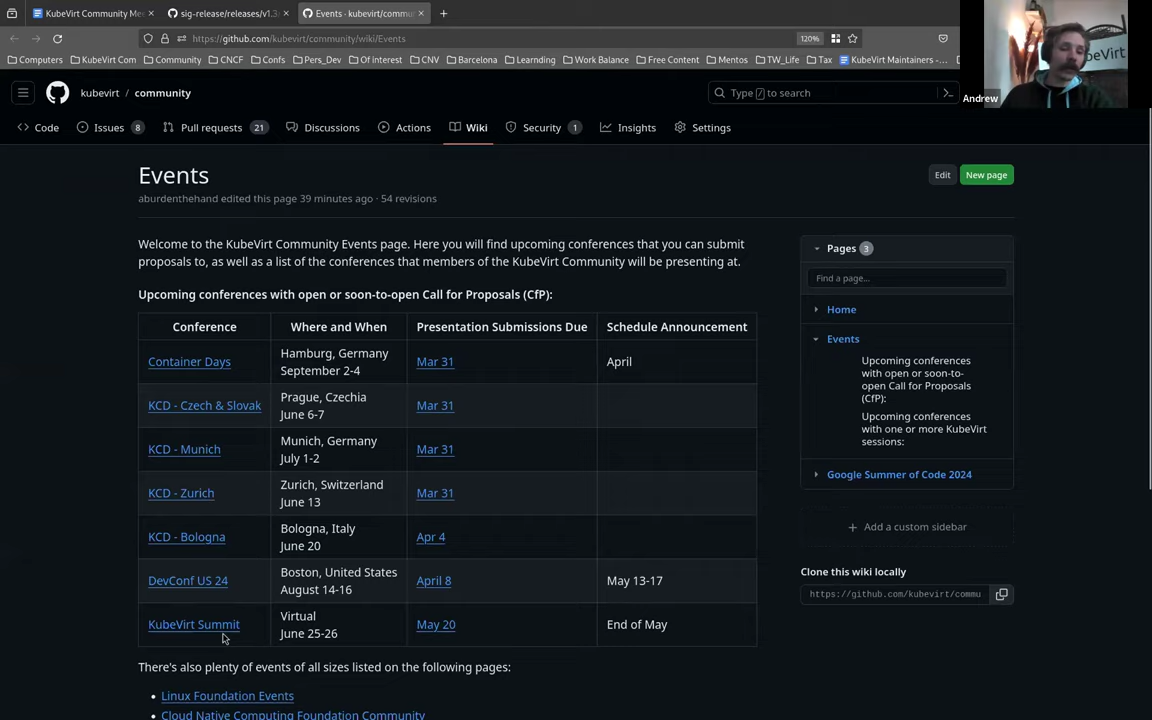 KubeVirt Community Mee
sig-release/releases/v1.3
Events · kubevirt/commu
https://github.com/kubevirt/community/wiki/Events
120%
Computers
KubeVirt Com
Community
CNCF
Confs
Pers_Dev
Of interest
CNV
Barcelona
Learnding
Work Balance
Free Content
Mentos
TW_Life
Tax
KubeVirt Maintainers -…
Andrew
kubevirt / community
Type / to search
Code
Issues 8
Pull requests 21
Discussions
Actions
Wiki
Security 1
Insights
Settings
Events
Edit
New page
aburdenthehand edited this page 39 minutes ago · 54 revisions
Welcome to the KubeVirt Community Events page. Here you will find upcoming conferences that you can submit
proposals to, as well as a list of the conferences that members of the KubeVirt Community will be presenting at.
Upcoming conferences with open or soon-to-open Call for Proposals (CfP):
Conference Where and When Presentation Submissions Due Schedule Announcement
Container Days Hamburg, Germany Mar 31 April
September 2-4
KCD - Czech & Slovak Prague, Czechia Mar 31
June 6-7
KCD - Munich Munich, Germany Mar 31
July 1-2
KCD - Zurich Zurich, Switzerland Mar 31
June 13
KCD - Bologna Bologna, Italy Apr 4
June 20
DevConf US 24 Boston, United States April 8 May 13-17
August 14-16
KubeVirt Summit Virtual May 20 End of May
June 25-26
There's also plenty of events of all sizes listed on the following pages:
• Linux Foundation Events
• Cloud Native Computing Foundation Community
Pages 3
Find a page…
Home
Events
Upcoming conferences
with open or soon-to-
open Call for Proposals
(CfP):
Upcoming conferences
with one or more KubeVirt
sessions:
Google Summer of Code 2024
Add a custom sidebar
Clone this wiki locally
https://github.com/kubevirt/commu